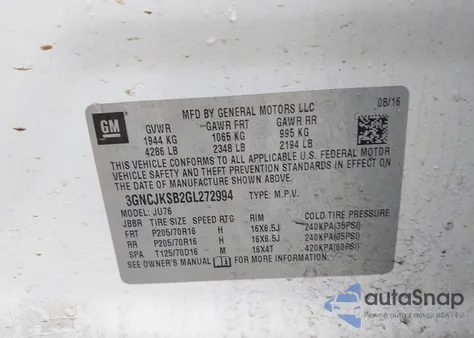 GM
MFD BY GENERAL MOTORS LLC
08/16
GVWR GAWR FRT GAWR RR
1944 KG 1065 KG 995 KG
4286 LB 2348 LB 2194 LB
THIS VEHICLE CONFORMS TO ALL APPLICABLE U.S. FEDERAL MOTOR
VEHICLE SAFETY AND THEFT PREVENTION STANDARDS IN EFFECT ON
THE DATE OF MANUFACTURE SHOWN ABOVE.
3GNCJKSB2GL272994 TYPE: M.P.V.
MODEL: JU76
JBBR TIRE SIZE SPEED RTG RIM COLD TIRE PRESSURE
FRT P205/70R16 H 16X6.5J 240KPA(35PSI)
RR P205/70R16 H 16X6.5J 240KPA(35PSI)
SPA T125/70D16 M 16X4T 420KPA(60PSI)
SEE OWNER'S MANUAL FOR ADDITIONAL INFORMATION
autoSnap